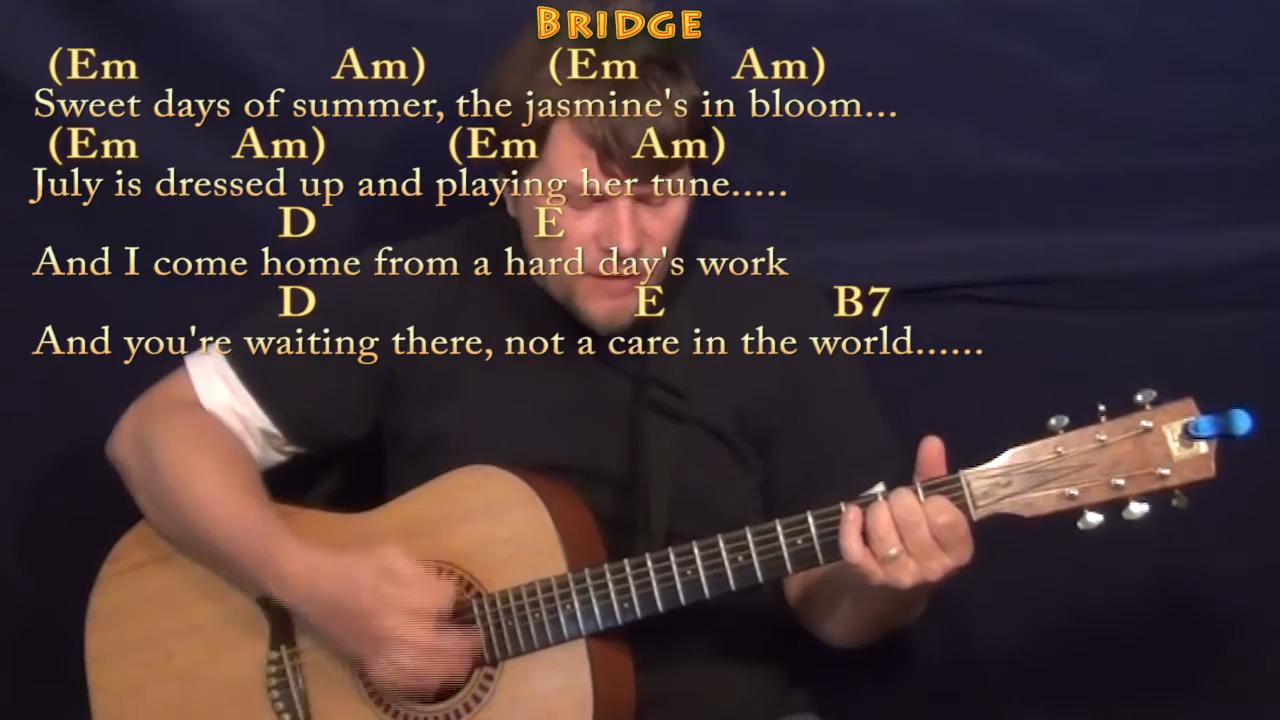 BRIDGE
(Em Am) (Em Am)
Sweet days of summer, the jasmine's in bloom...
(Em Am) (Em Am)
July is dressed up and playing her tune.....
D E
And I come home from a hard day's work
D E B7
And you're waiting there, not a care in the world......